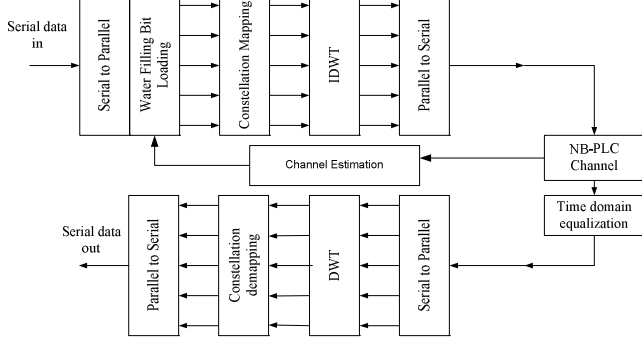 Serial data
in
Serial to Parallel
Water Filling Bit
Loading
Constellation Mapping
IDWT
Parallel to Serial
NB-PLC
Channel
Channel Estimation
Time domain
equalization
Serial data
out
Parallel to Serial
Constellation
demapping
DWT
Serial to Parallel